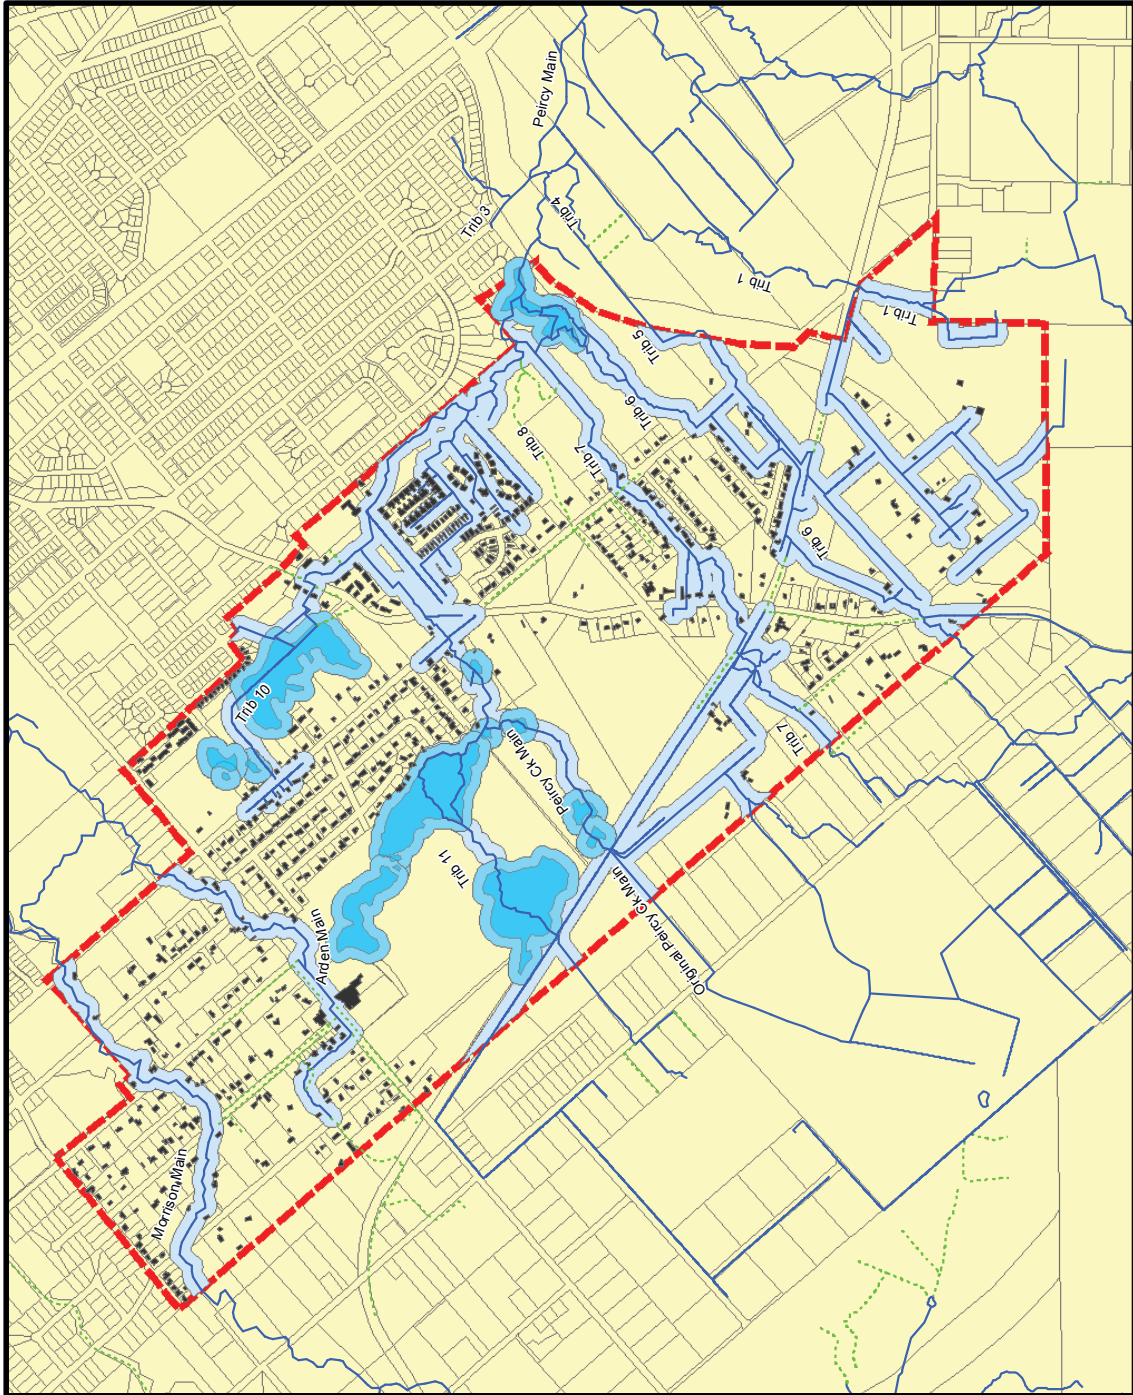 Peircy Main
Trib 3
Trib 4
Trib 1
Trib 1
Trib 5
Trib 6
Trib 8
Trib 7
Trib 6
Trib 10
Peircy Ck Main
Trib 7
Trib 11
Original Peircy Ck Main
Arden Main
Morrison Main